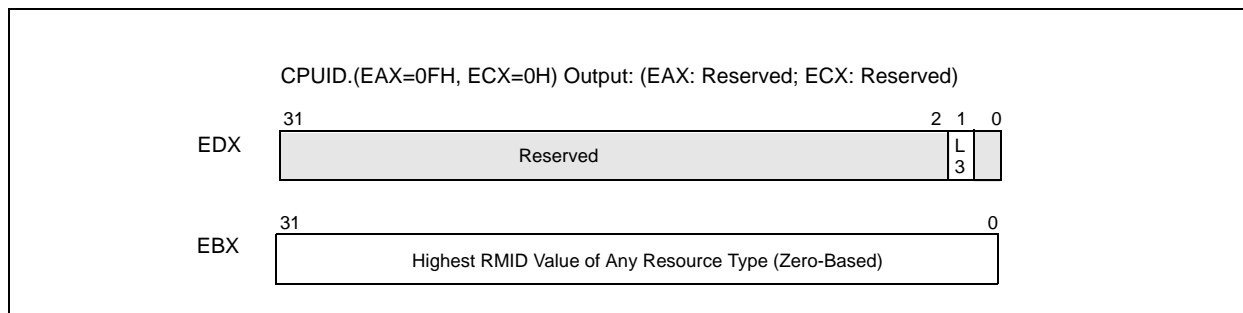 CPUID.(EAX=0FH, ECX=0H) Output: (EAX: Reserved; ECX: Reserved)
31 2 1 0
EDX Reserved L
3
31 0
EBX Highest RMID Value of Any Resource Type (Zero-Based)